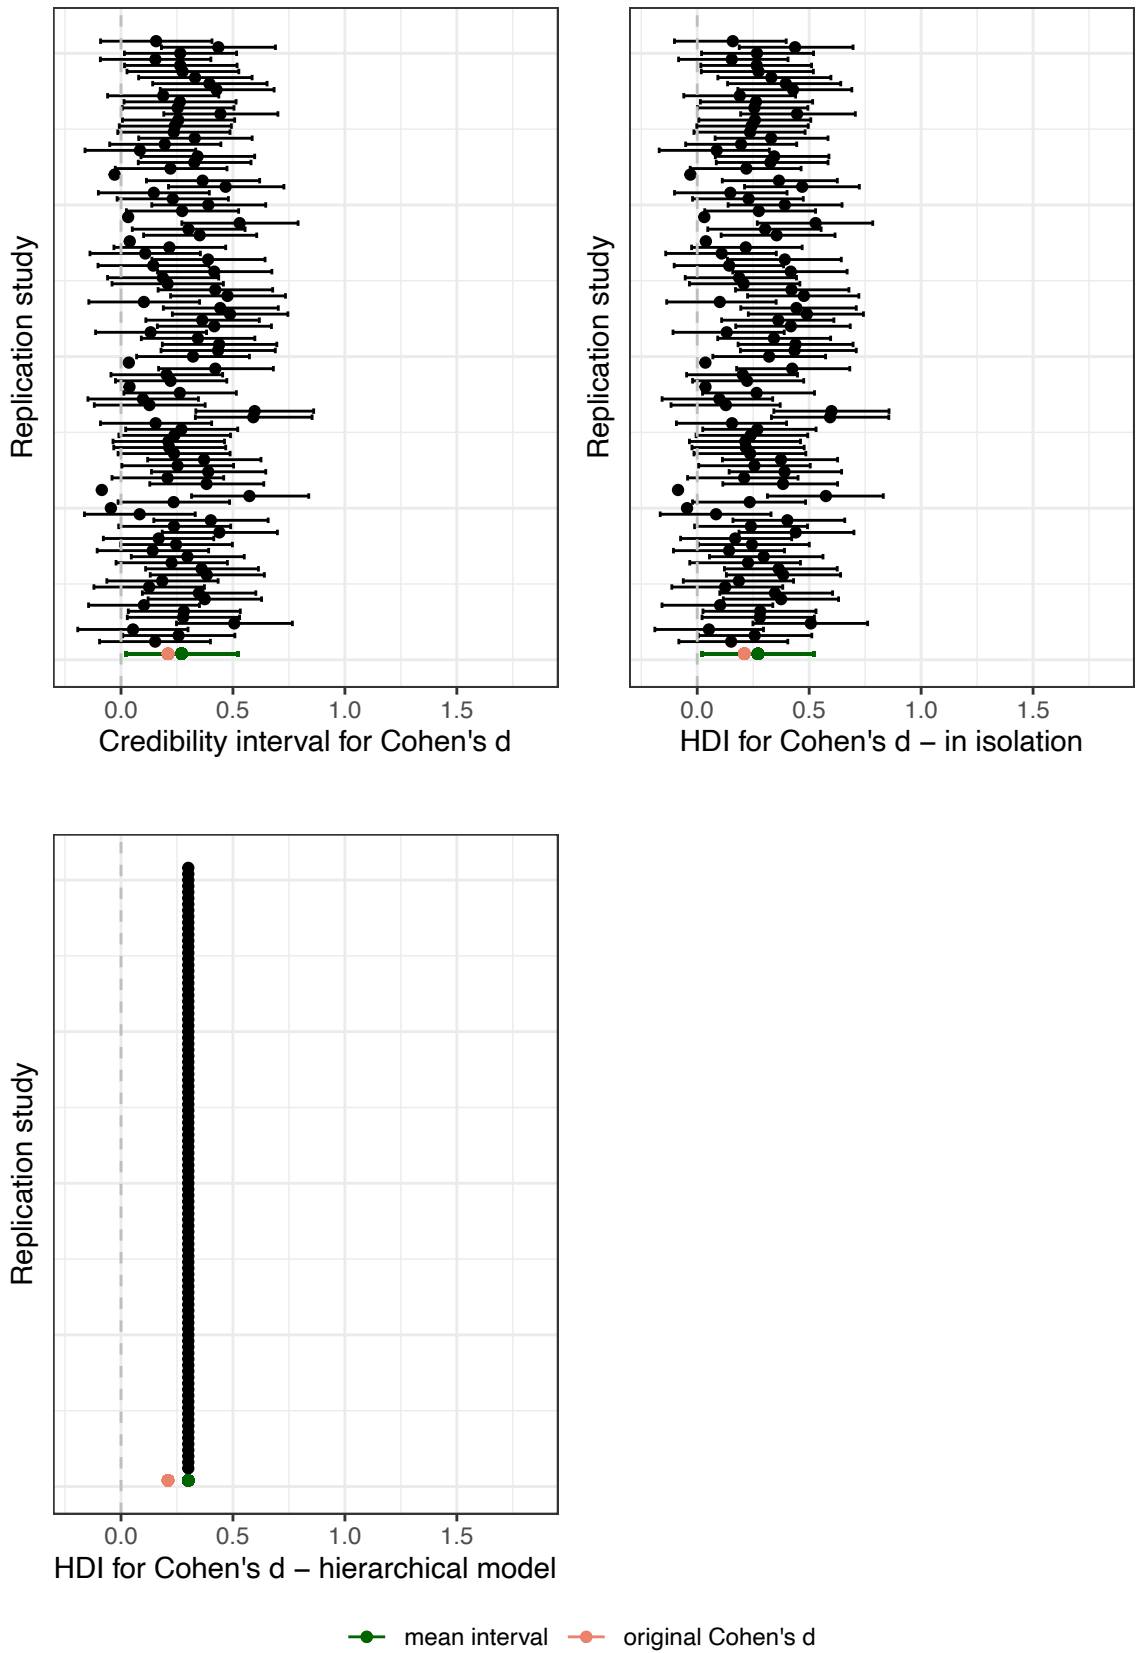 Replication study
0.0 0.5 1.0 1.5
Credibility interval for Cohen's d
Replication study
0.0 0.5 1.0 1.5
HDI for Cohen's d − in isolation
Replication study
0.0 0.5 1.0 1.5
HDI for Cohen's d − hierarchical model
mean interval original Cohen's d